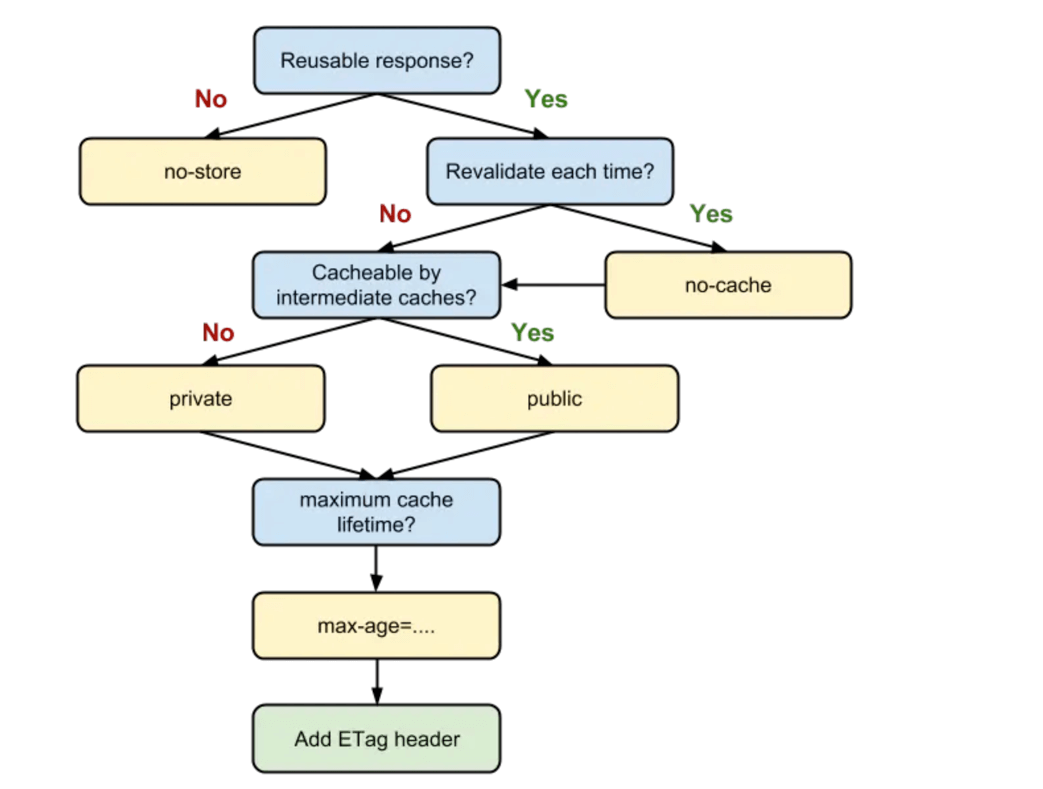 Reusable response?
No
Yes
no-store
Revalidate each time?
No
Yes
Cacheable by
intermediate caches?
no-cache
No
Yes
private
public
maximum cache
lifetime?
max-age=....
Add ETag header